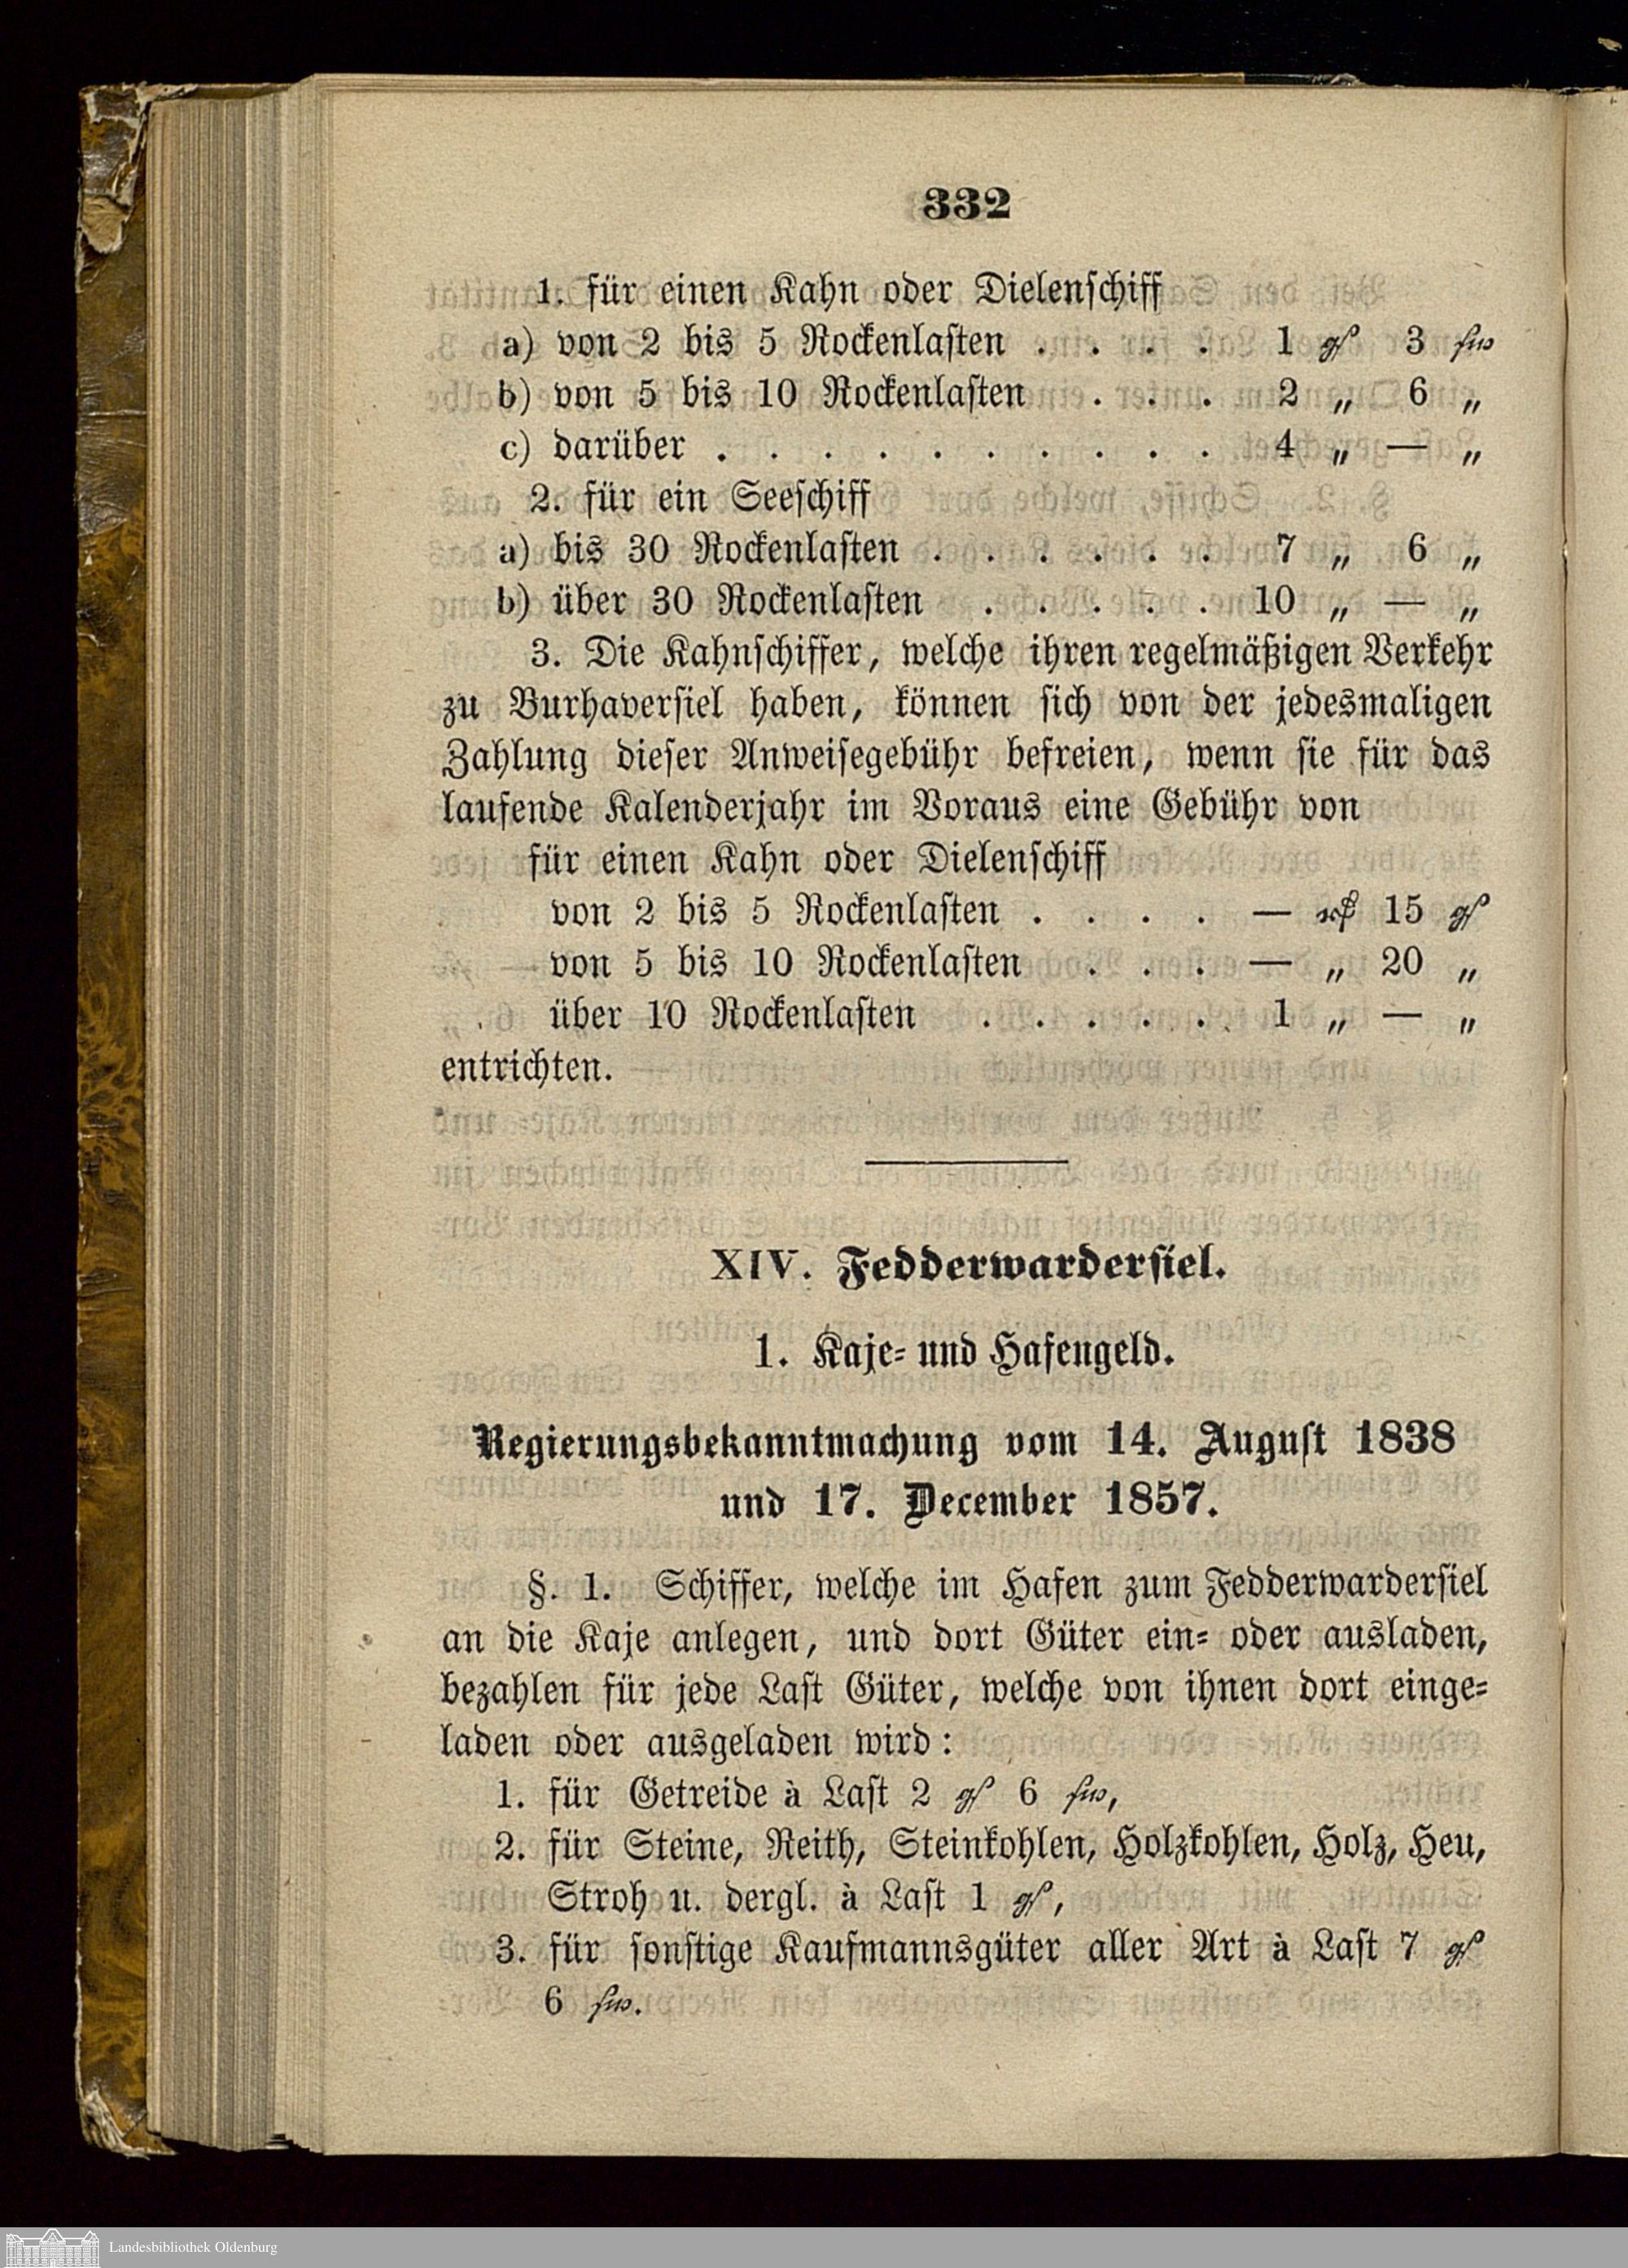 332
1. für einen Kahn oder Dielenschiff
a) von 2 bis 5 Rockenlasten . . . . 1 gſ 3 sw
b) von 5 bis 10 Rockenlasten . . . 2 „ 6 „
c) darüber . . . . . . . . . . 4 „ — „
2. für ein Seeschiff
a) bis 30 Rockenlasten . . . . . . 7 „ 6 „
b) über 30 Rockenlasten . . . . . 10 „ — „
3. Die Kahnschiffer, welche ihren regelmäßigen Verkehr
zu Burhaversiel haben, können sich von der jedesmaligen
Zahlung dieser Anweisegebühr befreien, wenn sie für das
laufende Kalenderjahr im Voraus eine Gebühr von
für einen Kahn oder Dielenschiff
von 2 bis 5 Rockenlasten . . . . — rß 15 gſ
von 5 bis 10 Rockenlasten . . . — „ 20 „
über 10 Rockenlasten . . . . . 1 „ — „
entrichten.
XIV. Fedderwardersiel.
1. Kaje- und Hafengeld.
Regierungsbekanntmachung vom 14. August 1838
und 17. December 1857.
§. 1. Schiffer, welche im Hafen zum Fedderwardersiel
an die Kaje anlegen, und dort Güter ein- oder ausladen,
bezahlen für jede Last Güter, welche von ihnen dort einge-
laden oder ausgeladen wird:
1. für Getreide à Last 2 gſ 6 sw,
2. für Steine, Reith, Steinkohlen, Holzkohlen, Holz, Heu,
Stroh u. dergl. à Last 1 gſ,
3. für sonstige Kaufmannsgüter aller Art à Last 7 gſ
6 sw.
Landesbibliothek Oldenburg